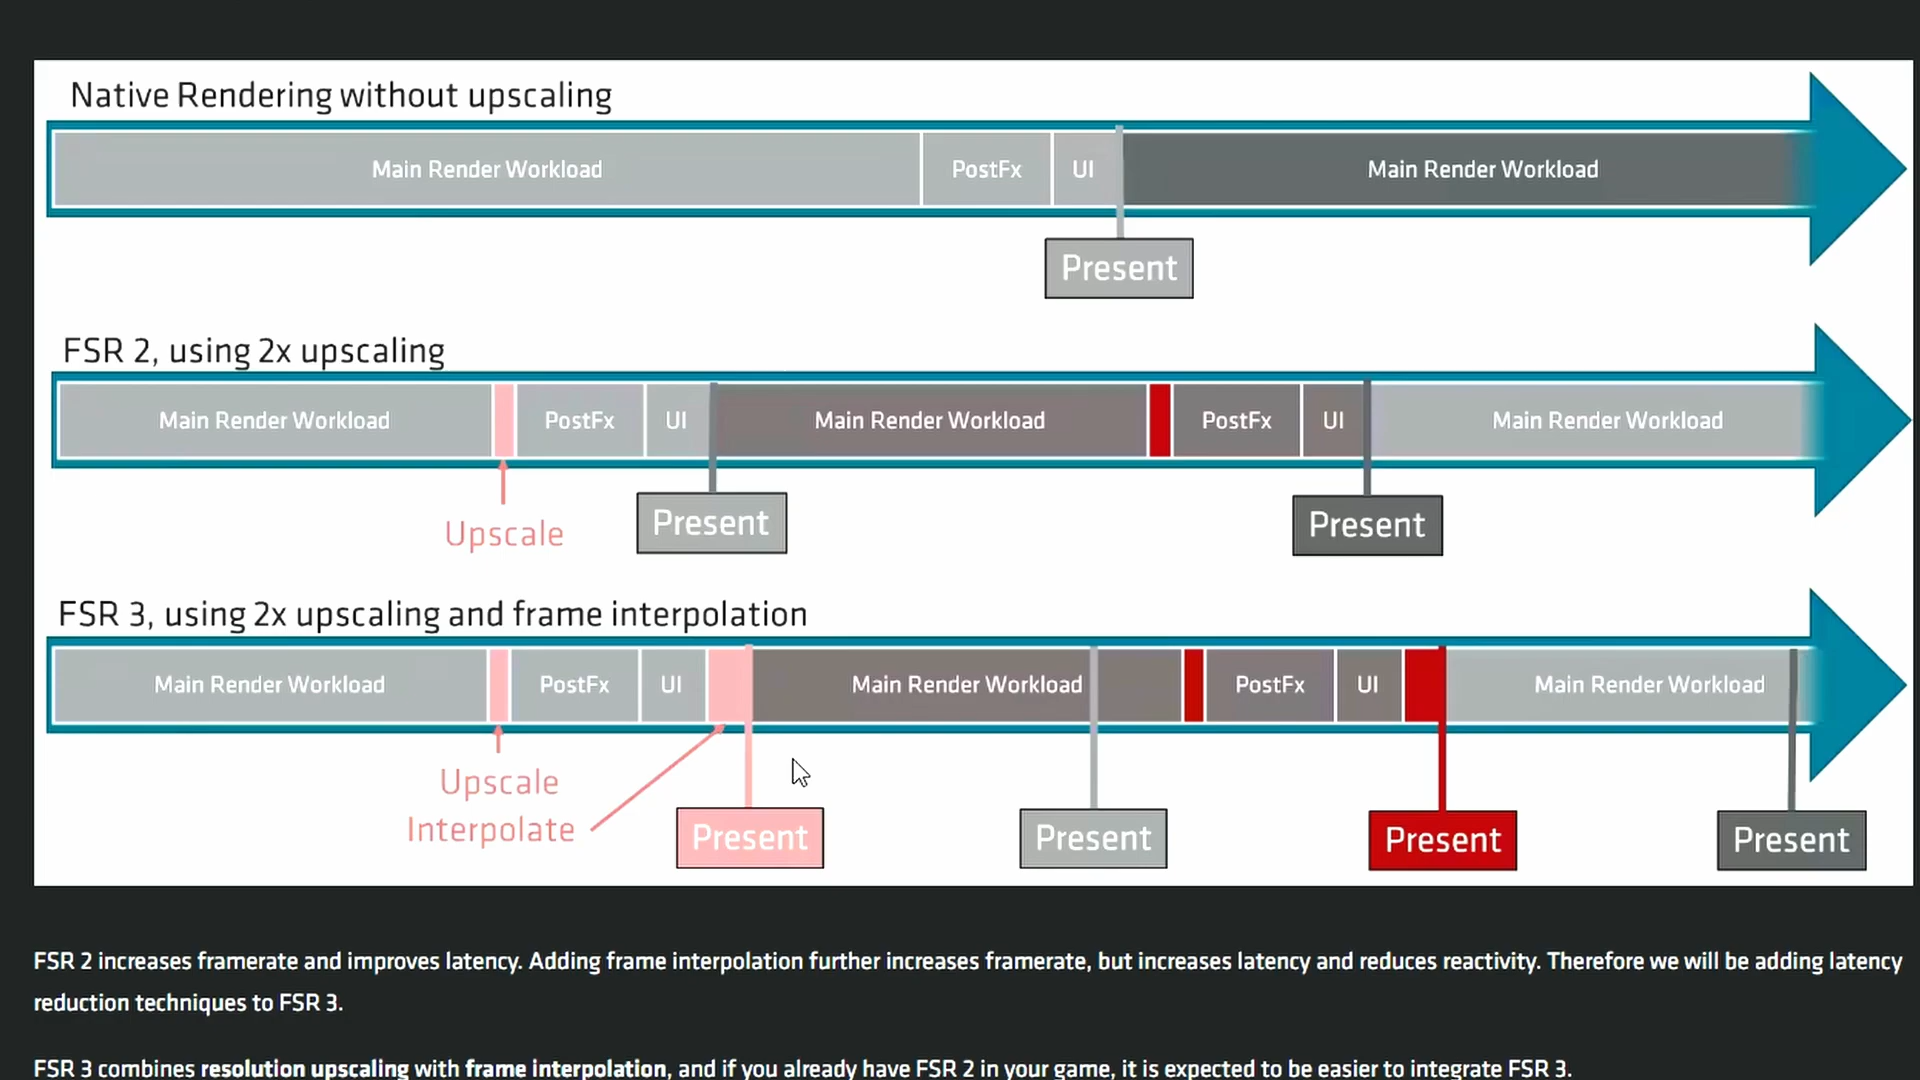 Native Rendering without upscaling
Main Render Workload
PostFx
UI
Main Render Workload
Present
FSR 2, using 2x upscaling
Main Render Workload
PostFx
UI
Main Render Workload
PostFx
UI
Main Render Workload
Upscale
Present
Present
FSR 3, using 2x upscaling and frame interpolation
Main Render Workload
PostFx
UI
Main Render Workload
PostFx
UI
Main Render Workload
Upscale
Interpolate
Present
Present
Present
Present
FSR 2 increases framerate and improves latency. Adding frame interpolation further increases framerate, but increases latency and reduces reactivity. Therefore we will be adding latency
reduction techniques to FSR 3.
FSR 3 combines resolution upscaling with frame interpolation, and if you already have FSR 2 in your game, it is expected to be easier to integrate FSR 3.